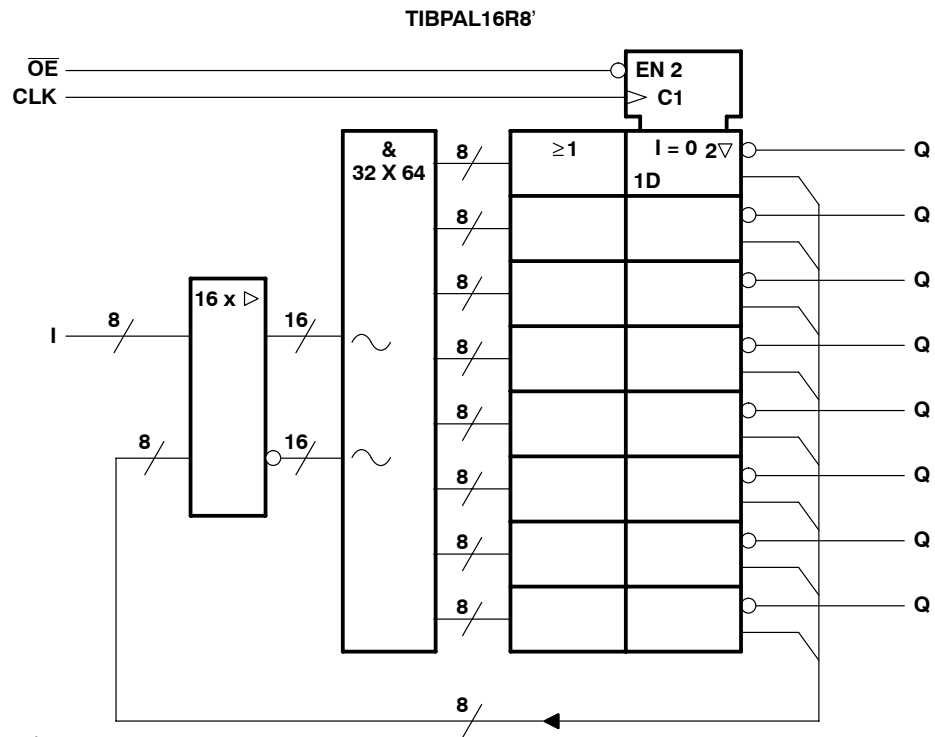 TIBPAL16R8’
OE
EN 2
CLK
C1
&
32 X 64
8
≥1
I = 0
2▽
Q
1D
8
Q
8
Q
16 x ▷
I
8
16
8
Q
8
16
8
Q
8
Q
8
Q
8
Q
8